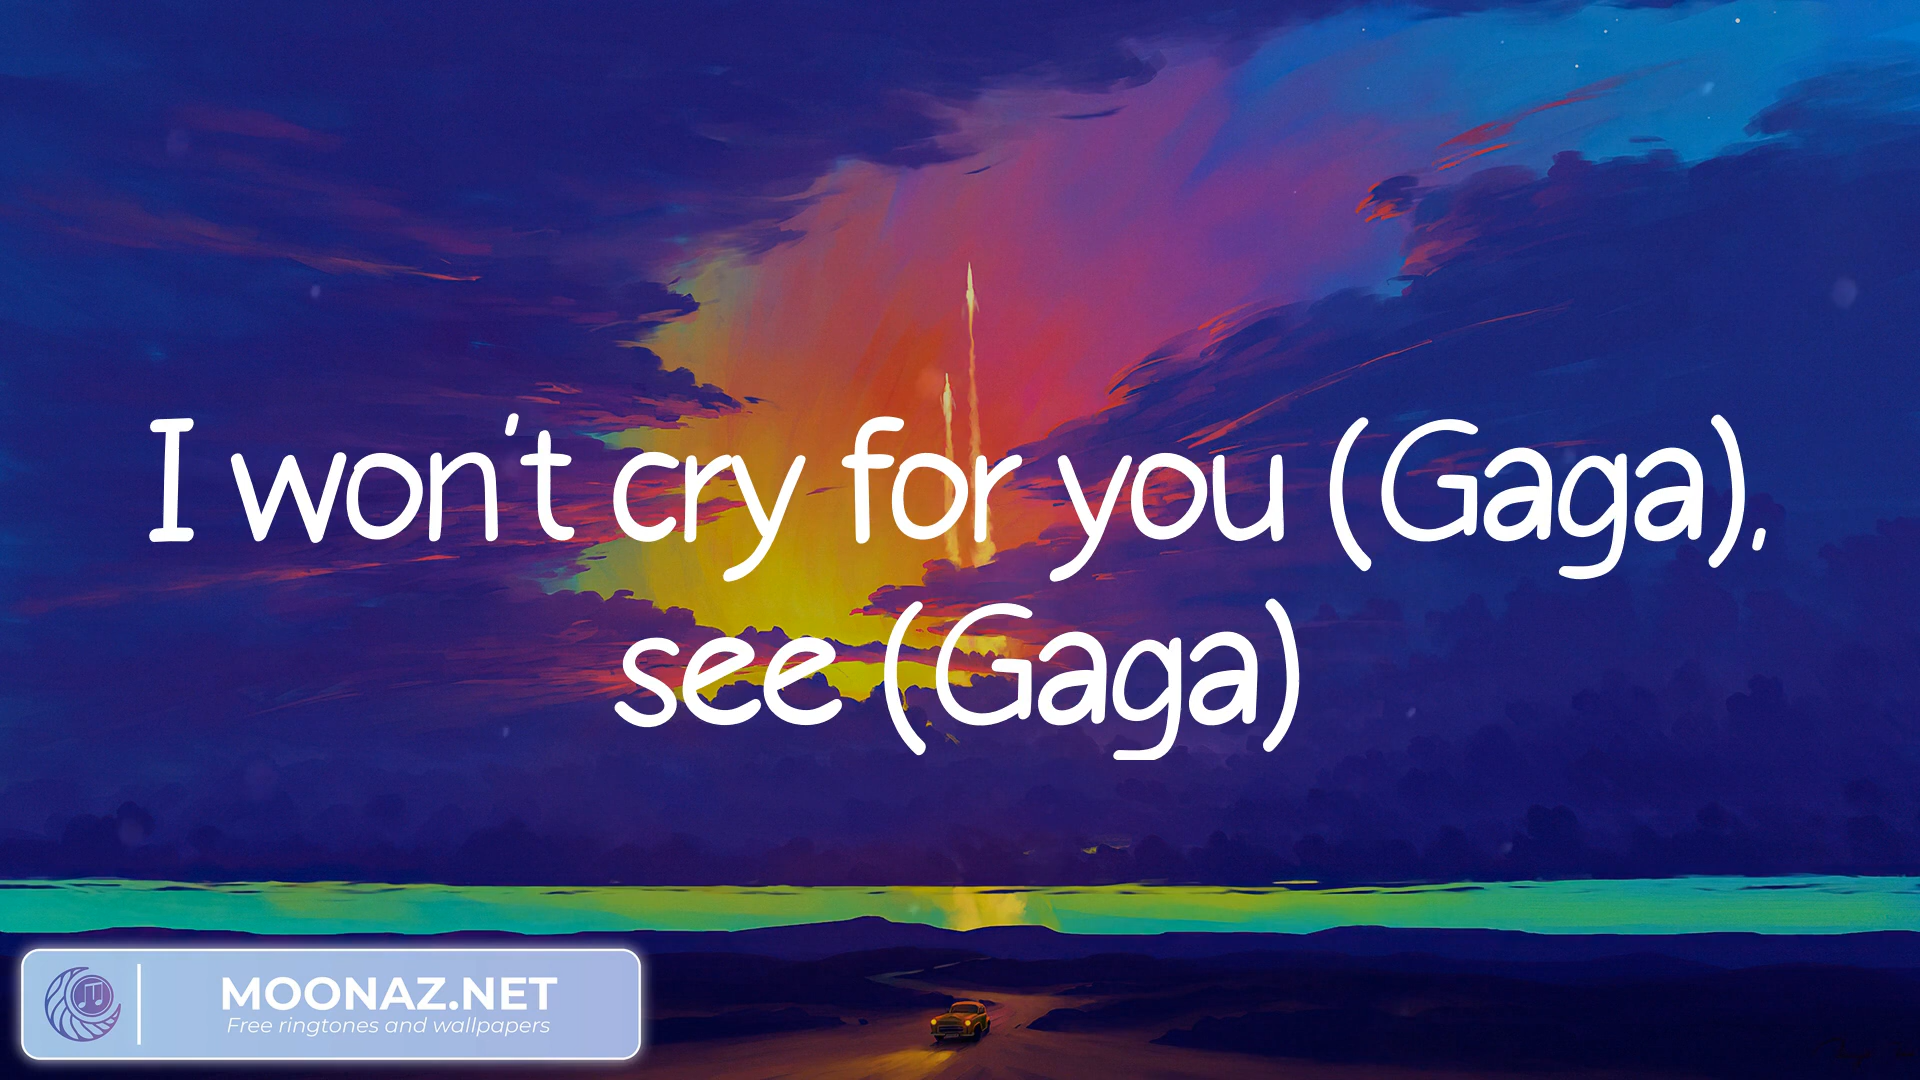 I won't cry for you (Gaga),
see (Gaga)
MOONAZ.NET
Free ringtones and wallpapers